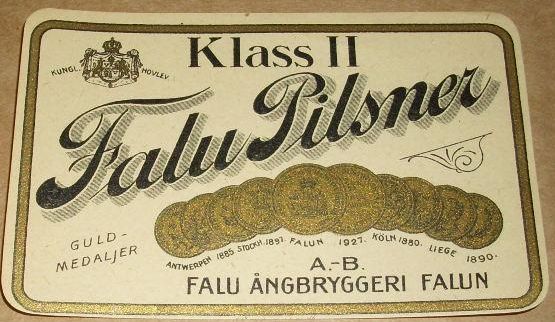 Klass II
KUNGL. HOVLEV.
Falu Pilsner
GULD-
MEDALJER
ANTWERPEN 1885 STOCKH. 1897. FALUN 1927. KÖLN 1880. LIEGE 1890.
A.-B.
FALU ÅNGBRYGGERI FALUN